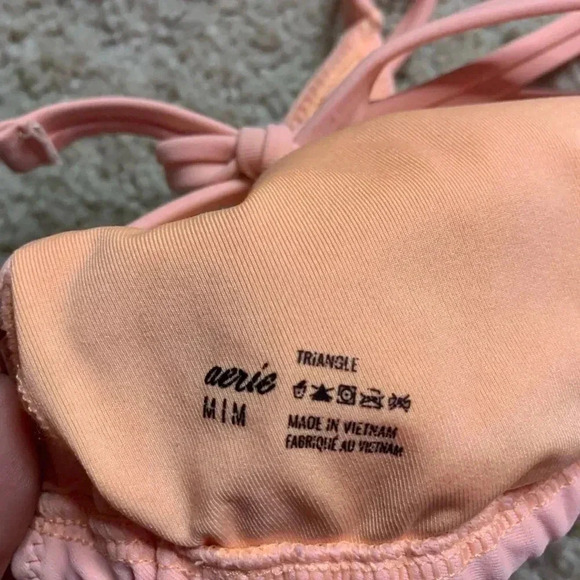 aerie
M | M
TRIANGLE
MADE IN VIETNAM
FABRIQUÉ AU VIETNAM